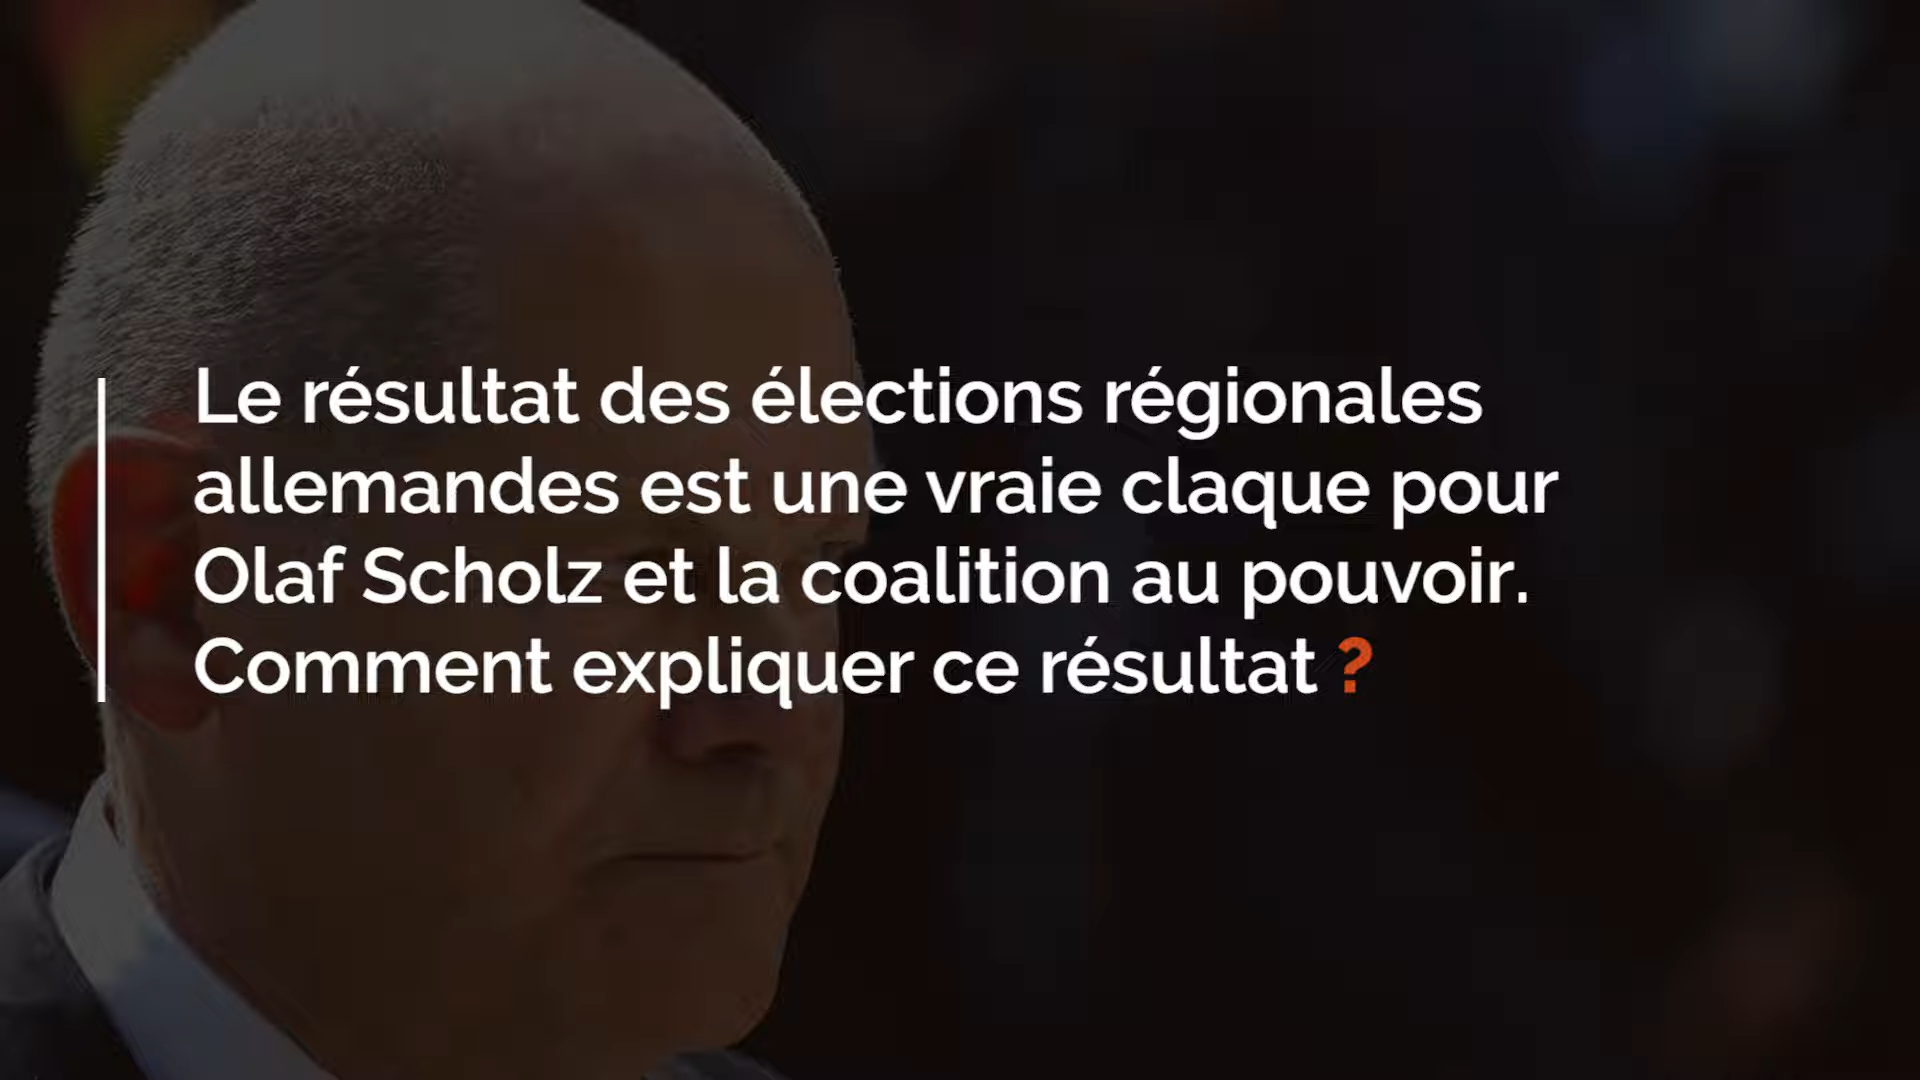 Le résultat des élections régionales
allemandes est une vraie claque pour
Olaf Scholz et la coalition au pouvoir.
Comment expliquer ce résultat ?